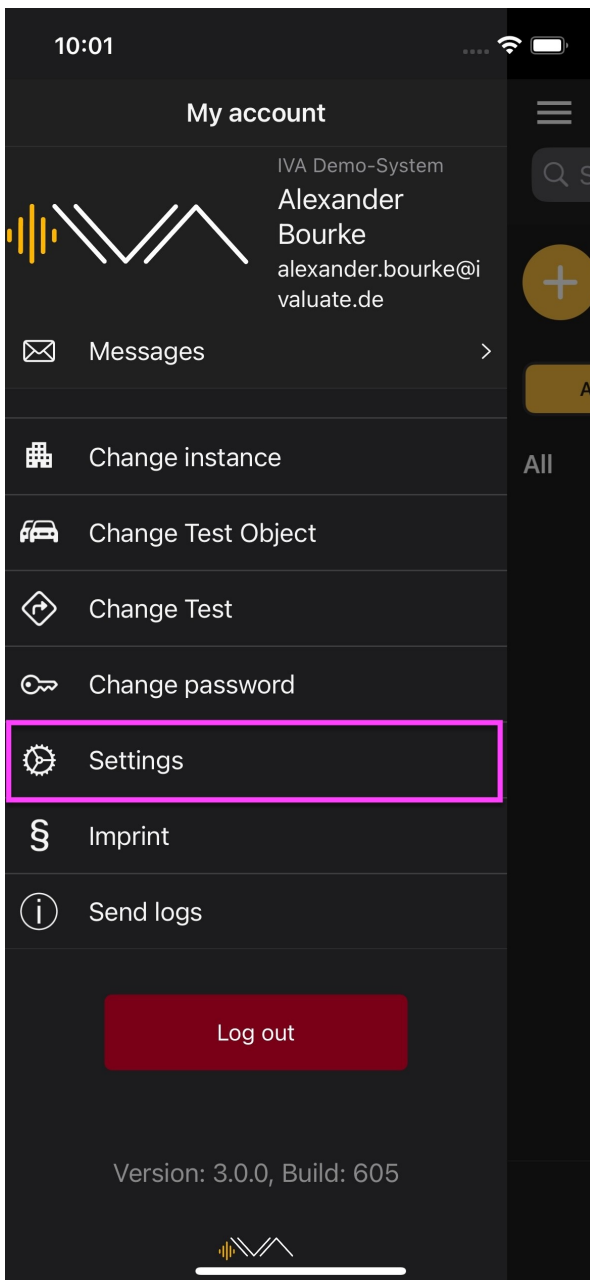 10:01
My account
IVA Demo-System
Alexander
Bourke
alexander.bourke@i
valuate.de
Messages
Change instance
Change Test Object
Change Test
Change password
Settings
§ Imprint
Send logs
Log out
Version: 3.0.0, Build: 605
S
A
All